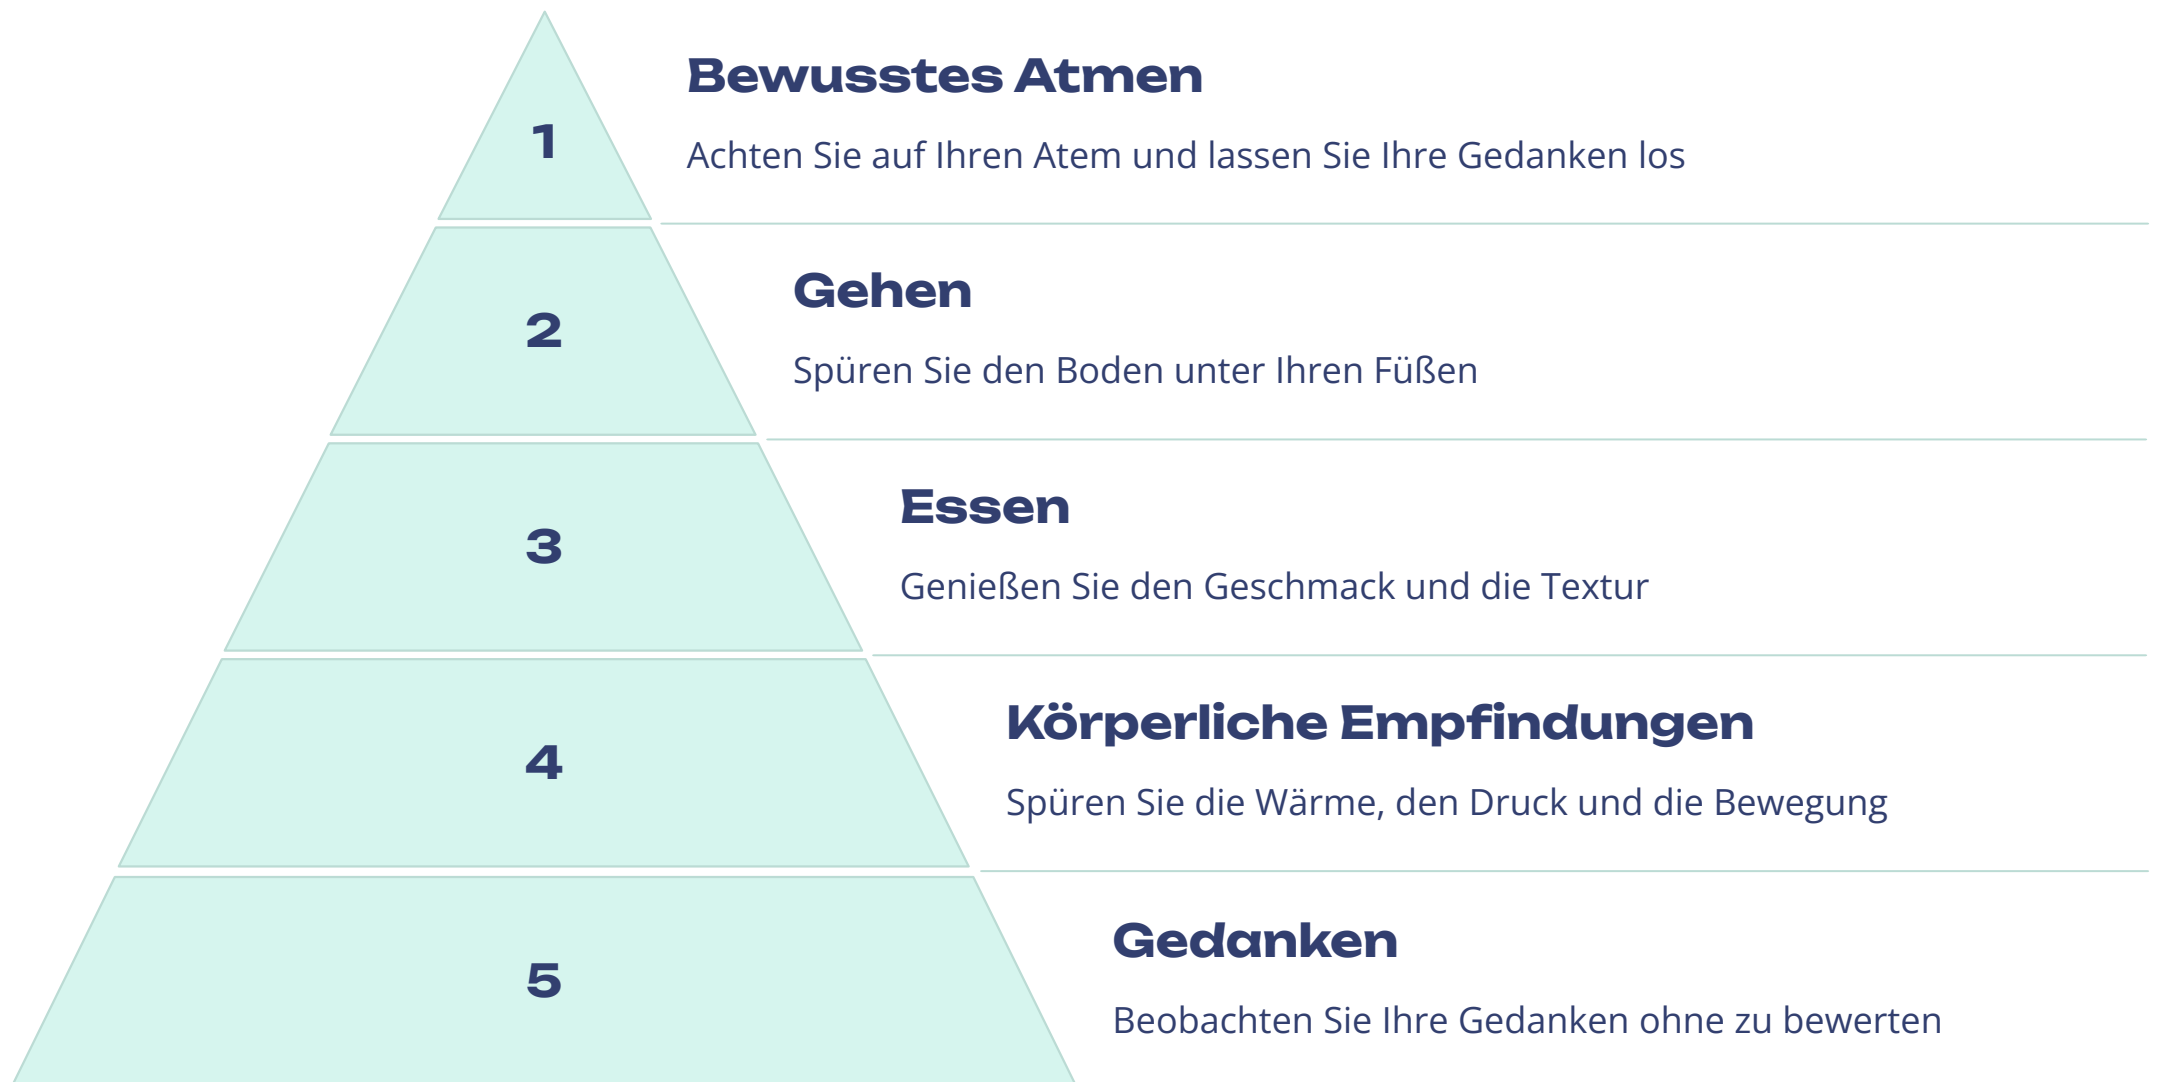 1
Bewusstes Atmen
Achten Sie auf Ihren Atem und lassen Sie Ihre Gedanken los
2
Gehen
Spüren Sie den Boden unter Ihren Füßen
3
Essen
Genießen Sie den Geschmack und die Textur
4
Körperliche Empfindungen
Spüren Sie die Wärme, den Druck und die Bewegung
5
Gedanken
Beobachten Sie Ihre Gedanken ohne zu bewerten